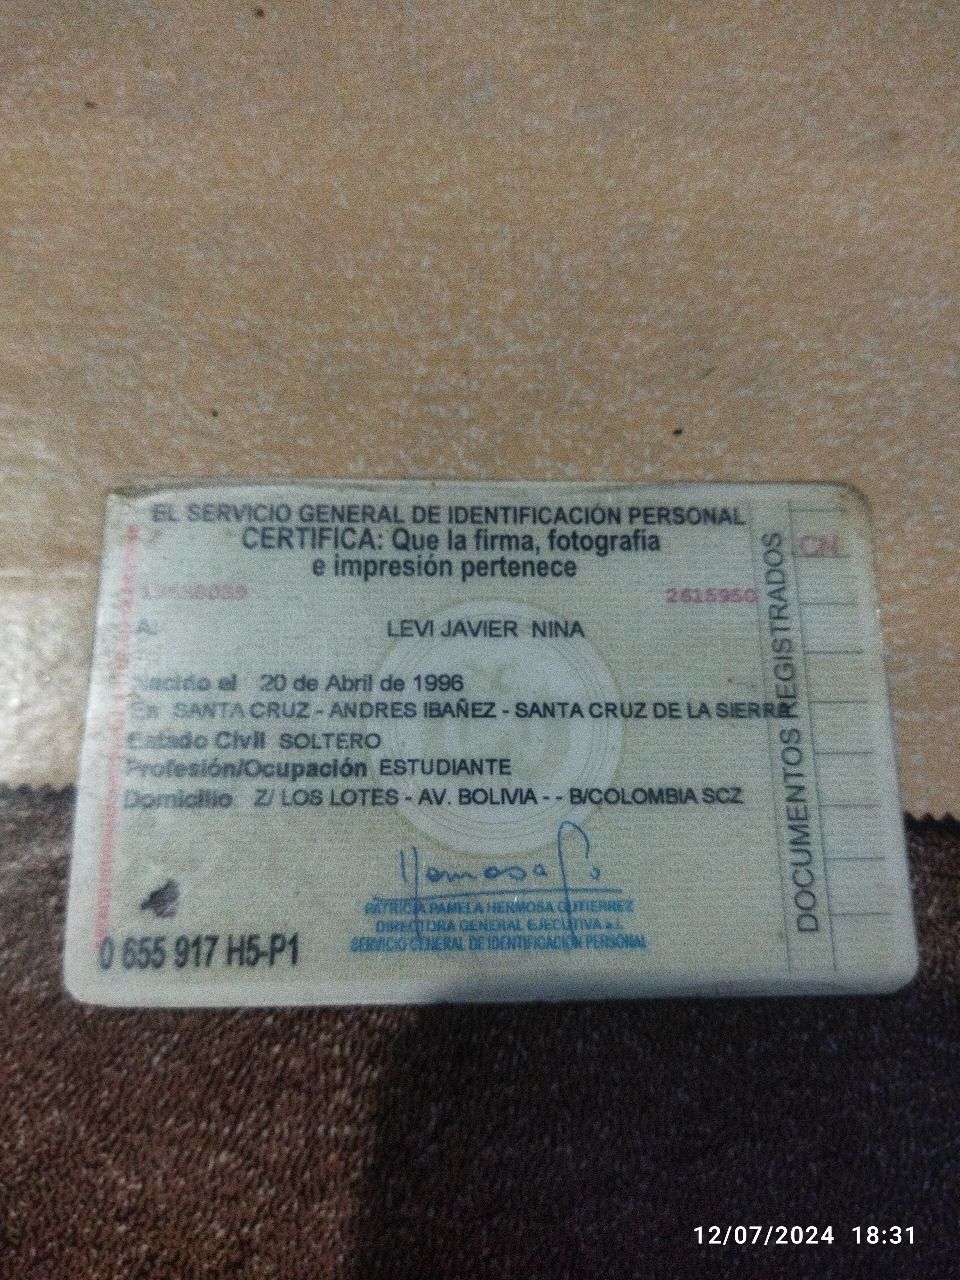 EL SERVICIO GENERAL DE IDENTIFICACIÓN PERSONAL
CERTIFICA: Que la firma, fotografía
e impresión pertenece
2615960
A: LEVI JAVIER NINA
Nacido el 20 de Abril de 1996
En SANTA CRUZ - ANDRES IBAÑEZ - SANTA CRUZ DE LA SIERRA
Estado Civil SOLTERO
Profesión/Ocupación ESTUDIANTE
Domicilio Z/ LOS LOTES - AV. BOLIVIA - - B/COLOMBIA SCZ
PATRICIA PAMELA HERMOSA GUTIERREZ
DIRECTORA GENERAL EJECUTIVA a.i.
SERVICIO GENERAL DE IDENTIFICACIÓN PERSONAL
0 655 917 H5-P1
DOCUMENTOS REGISTRADOS
CN
12/07/2024 18:31